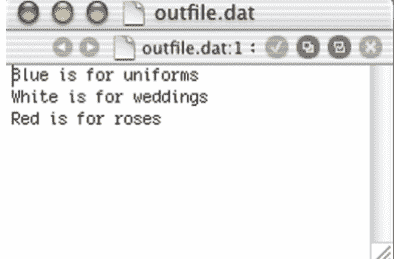 outfile.dat
outfile.dat:1 :
Blue is for uniforms
White is for weddings
Red is for roses